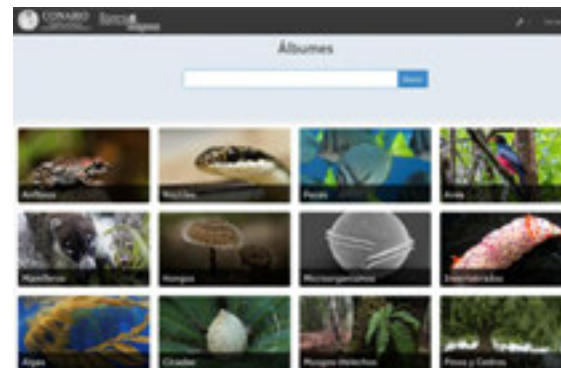 CONABIO
Álbumes
Anfibios
Reptiles
Peces
Aves
Mamíferos
Hongos
Microorganismos
Invertebrados
Algas
Cícadas
Musgos Helechos
Pinos y Cedros